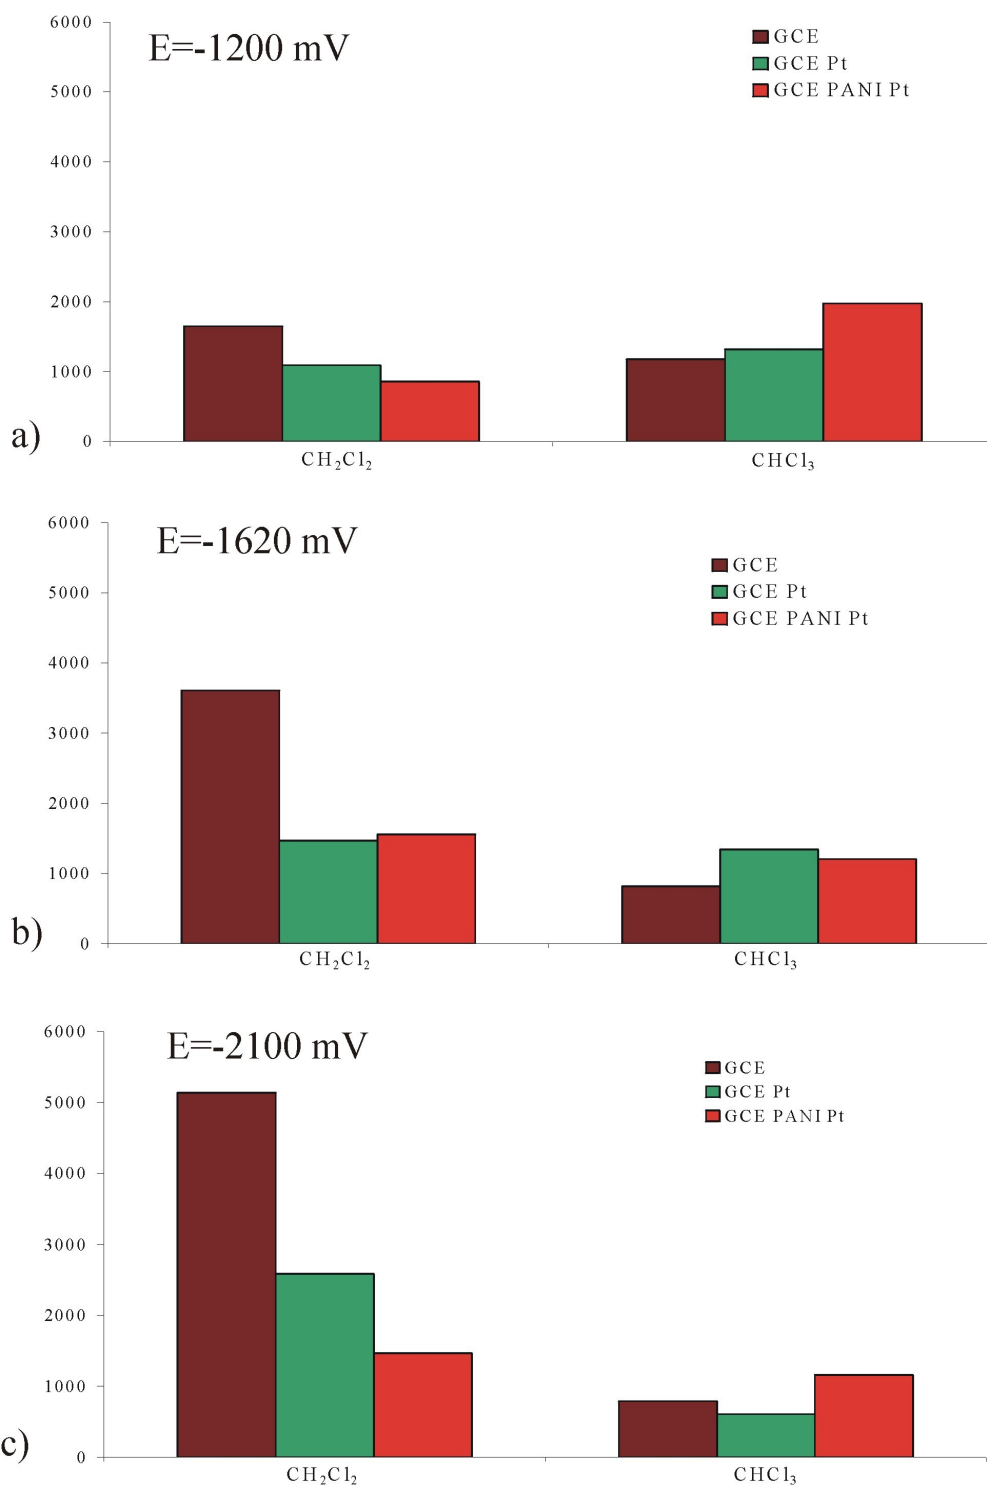 6000
E=-1200 mV
GCE
GCE Pt
GCE PANI Pt
5000
4000
3000
2000
1000
0
a)
CH₂Cl₂
CHCl₃
6000
E=-1620 mV
GCE
GCE Pt
GCE PANI Pt
5000
4000
3000
2000
1000
0
b)
CH₂Cl₂
CHCl₃
6000
E=-2100 mV
GCE
GCE Pt
GCE PANI Pt
5000
4000
3000
2000
1000
0
c)
CH₂Cl₂
CHCl₃